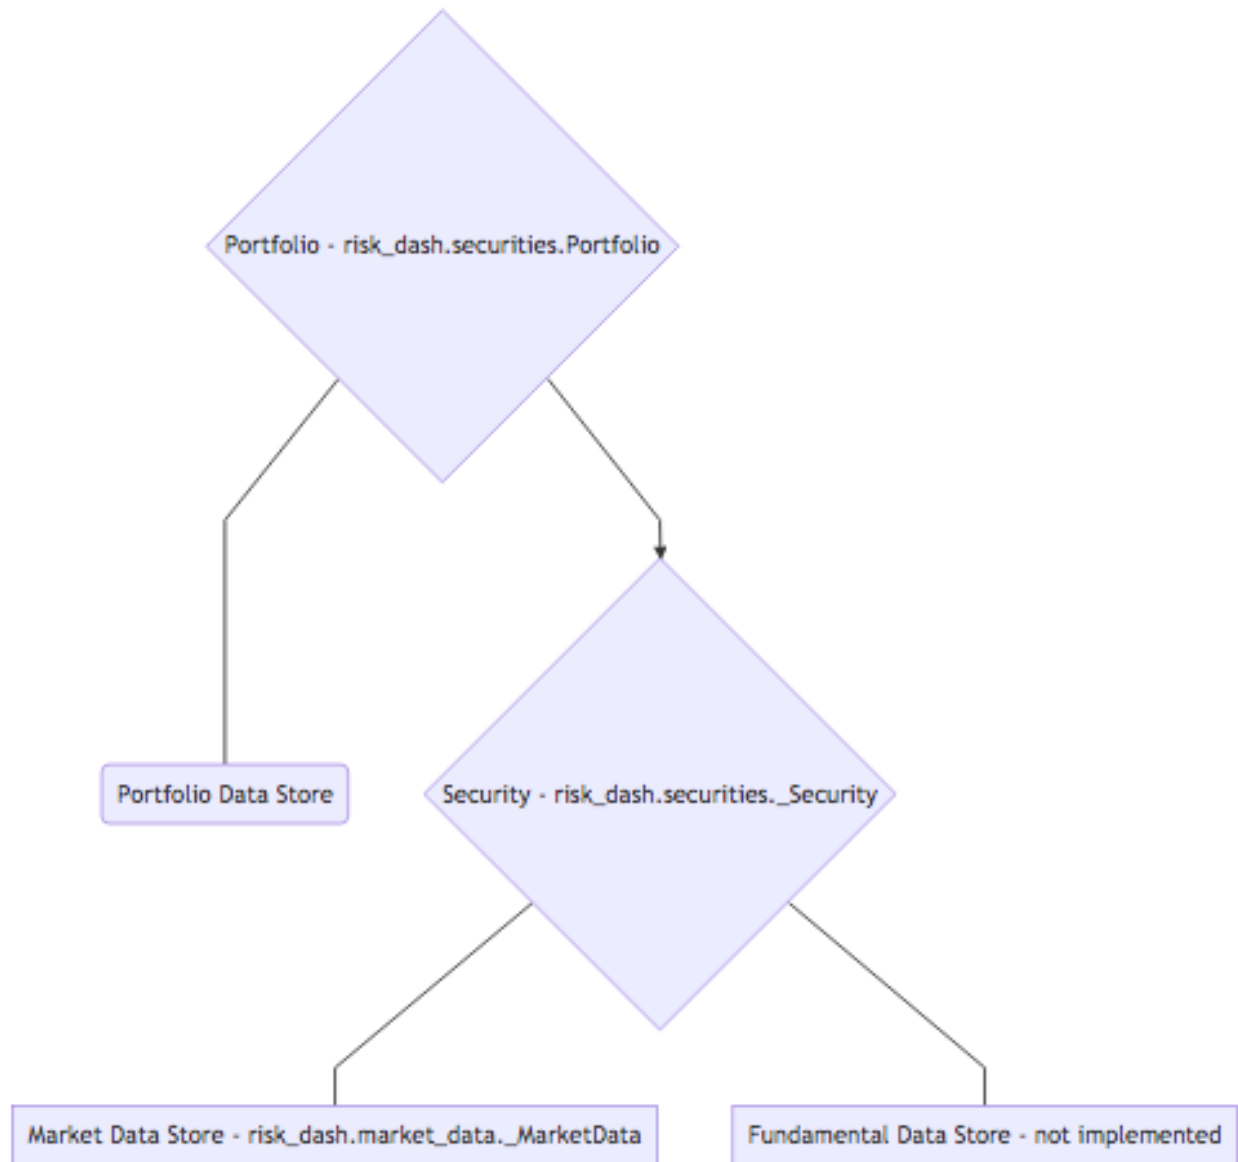 Portfolio - risk_dash.securities.Portfolio
Portfolio Data Store
Security - risk_dash.securities._Security
Market Data Store - risk_dash.market_data._MarketData
Fundamental Data Store - not implemented